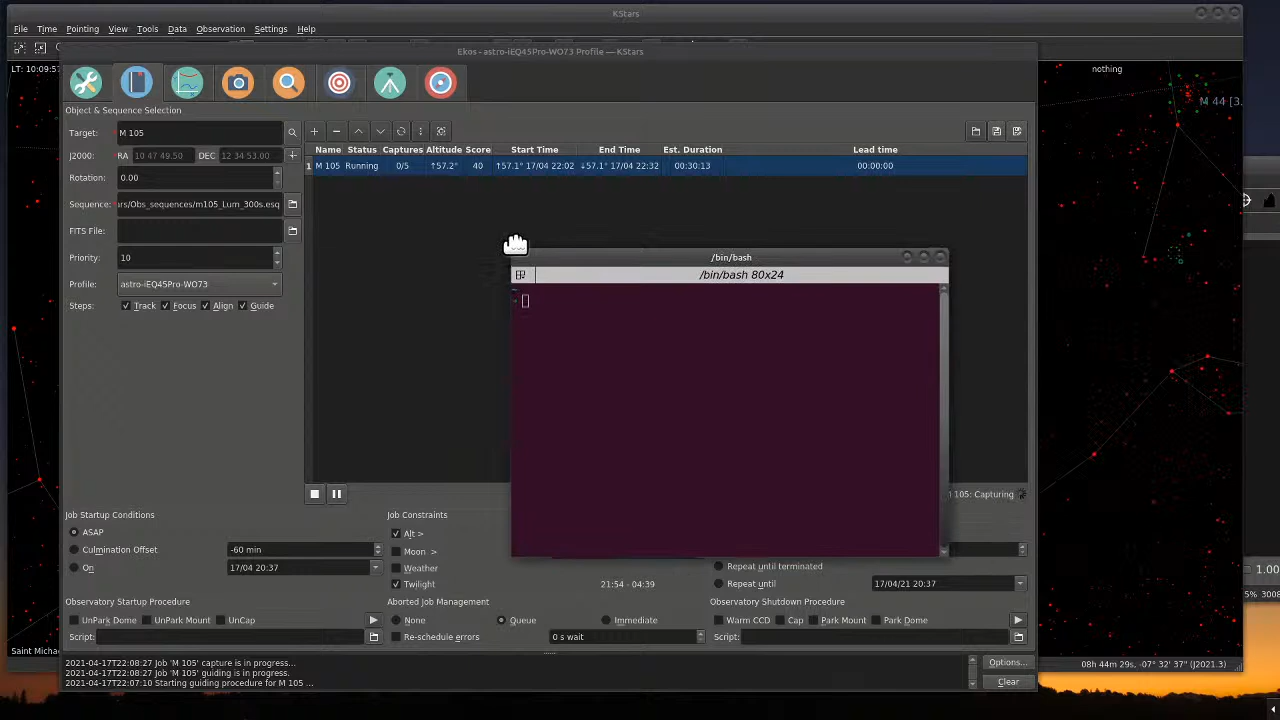 KStars
File Time Pointing View Tools Data Observation Settings Help
Ekos - astro-iEQ45Pro-WO73 Profile — KStars
LT: 10:09:5
nothing
M 44 [3.
Object & Sequence Selection
Target: M 105
J2000: RA 10 47 49.50 DEC 12 34 53.00
Rotation: 0.00
Sequence: rs/Obs_sequences/m105_Lum_300s.esq
FITS File:
Priority: 10
Profile: astro-iEQ45Pro-WO73
Steps: Track Focus Align Guide
Name Status Captures Altitude Score Start Time End Time Est. Duration Lead time
1 M 105 Running 0/5 ↑57.2° 40 ↑57.1° 17/04 22:02 ↓57.1° 17/04 22:32 00:30:13 00:00:00
/bin/bash
/bin/bash 80x24
~
105: Capturing
Job Startup Conditions
ASAP
Culmination Offset -60 min
On 17/04 20:37
Job Constraints
Alt >
Moon >
Weather
Twilight 21:54 - 04:39
Repeat until terminated
Repeat until 17/04/21 20:37
1.00
5% 3008
Observatory Startup Procedure
UnPark Dome UnPark Mount UnCap
Script:
Aborted Job Management
None Queue Immediate
Re-schedule errors 0 s wait
Observatory Shutdown Procedure
Warm CCD Cap Park Mount Park Dome
Script:
Saint Micha
2021-04-17T22:08:27 Job 'M 105' capture is in progress...
2021-04-17T22:08:27 Job 'M 105' guiding is in progress.
2021-04-17T22:07:10 Starting guiding procedure for M 105 ...
Options...
Clear
08h 44m 29s, -07° 32' 37" (J2021.3)